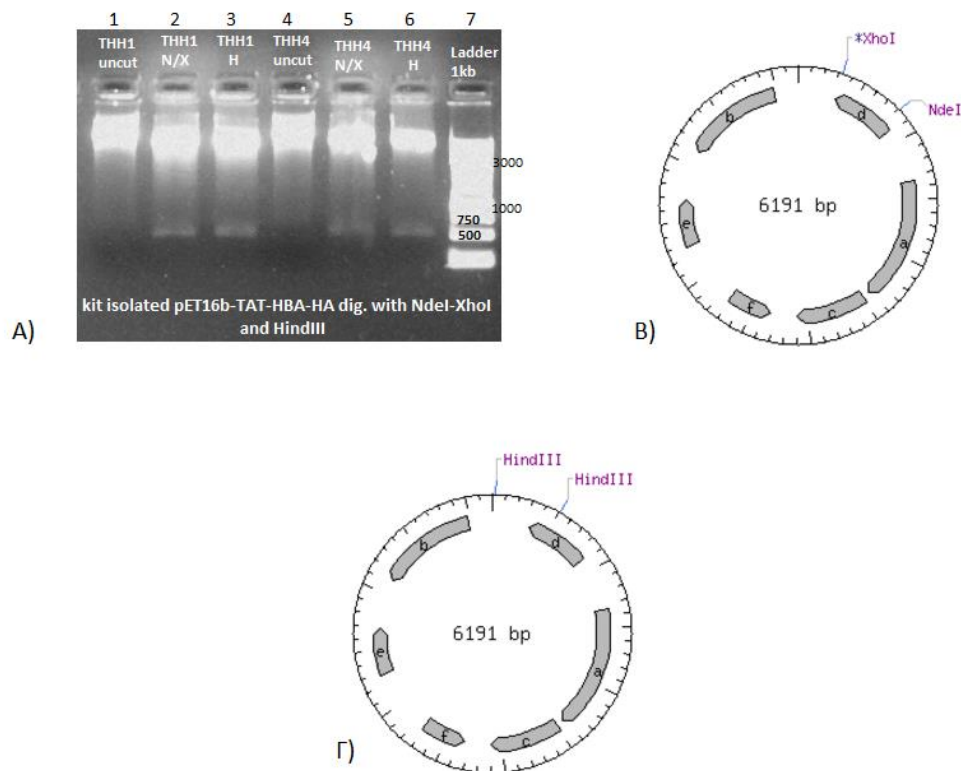 1 2 3 4 5 6 7
THH1 uncut
THH1 N/X
THH1 H
THH4 uncut
THH4 N/X
THH4 H
Ladder 1kb
3000
1000
750
500
kit isolated pET16b-TAT-HBA-HA dig. with NdeI-XhoI
and HindIII
A)
*XhoI
NdeI
b
d
6191 bp
e
a
f
c
B)
HindIII
HindIII
b
d
6191 bp
e
a
f
c
Γ)